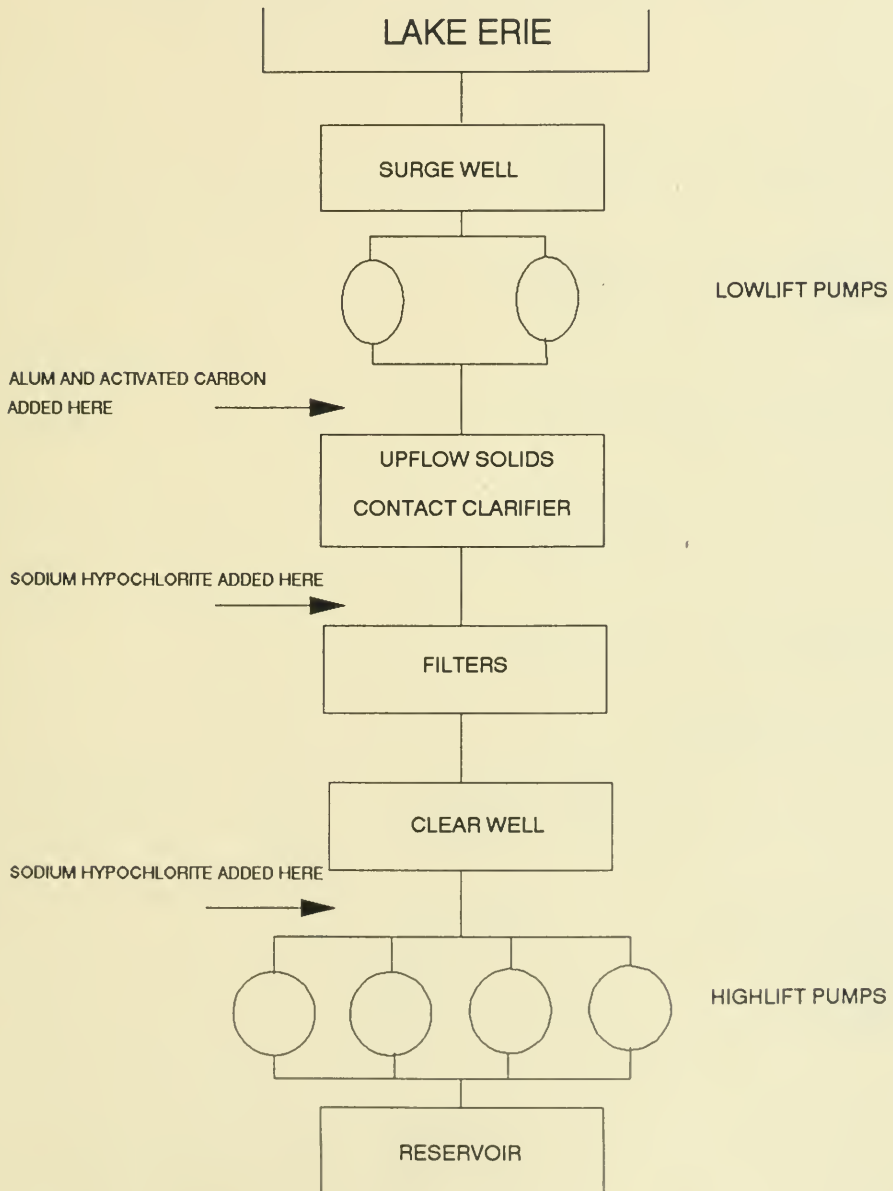 LAKE ERIE
SURGE WELL
LOWLIFT PUMPS
ALUM AND ACTIVATED CARBON
ADDED HERE
UPFLOW SOLIDS
CONTACT CLARIFIER
SODIUM HYPOCHLORITE ADDED HERE
FILTERS
CLEAR WELL
SODIUM HYPOCHLORITE ADDED HERE
HIGHLIFT PUMPS
RESERVOIR